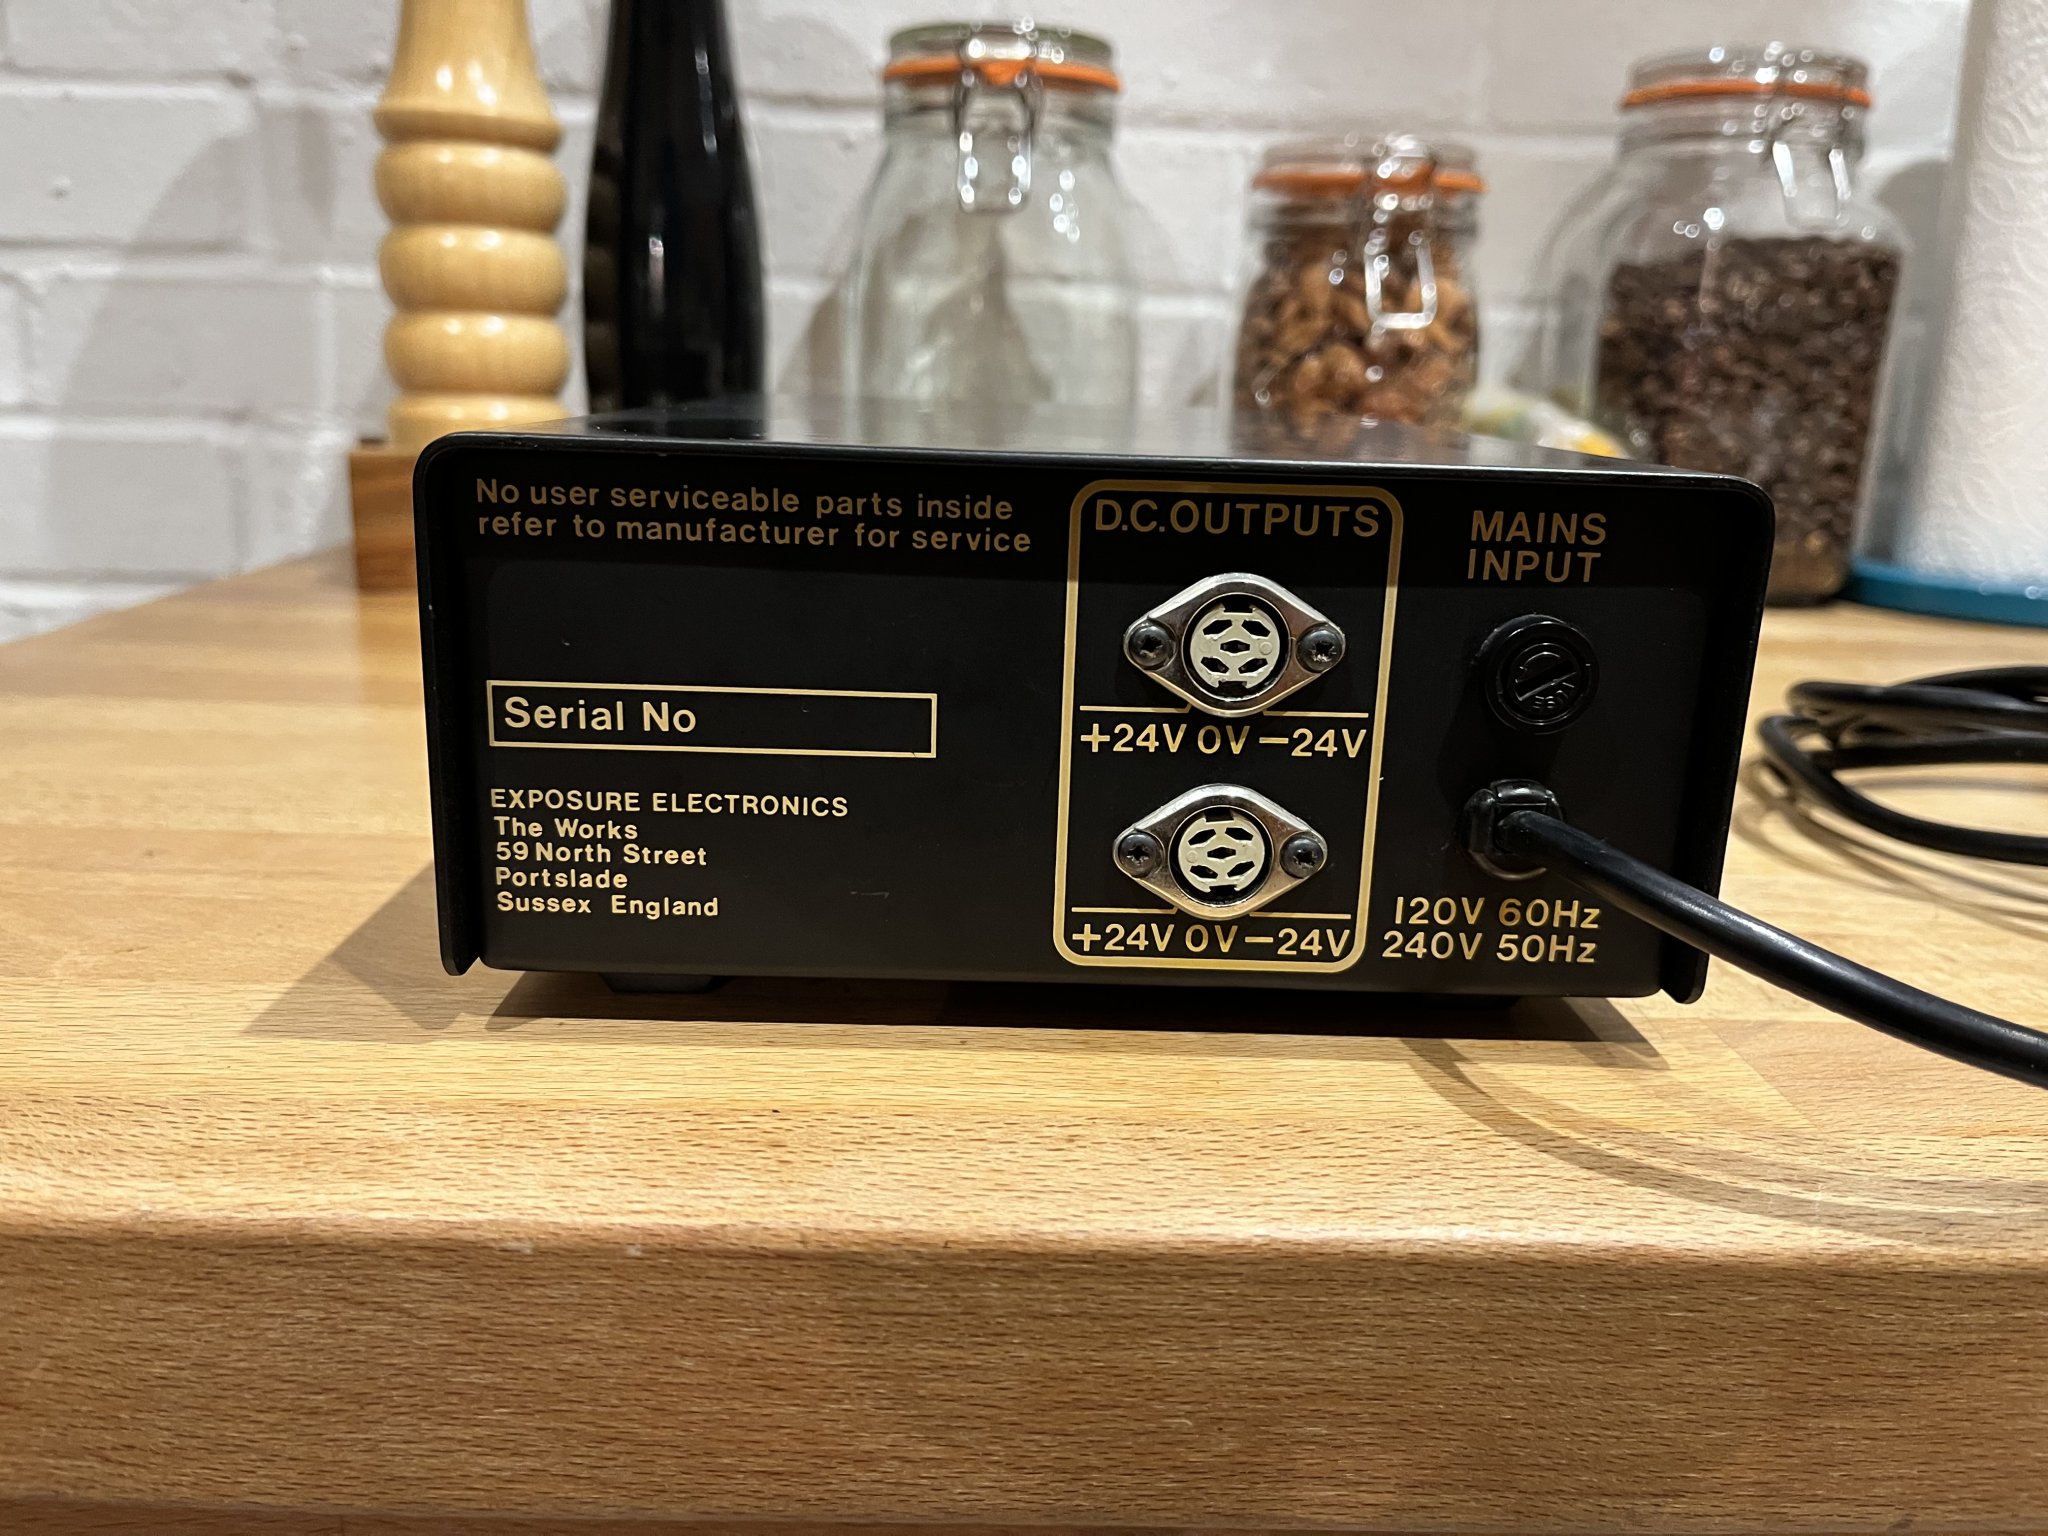 No user serviceable parts inside
refer to manufacturer for service
Serial No
EXPOSURE ELECTRONICS
The Works
59 North Street
Portslade
Sussex England
D.C. OUTPUTS
+24V 0V −24V
+24V 0V −24V
MAINS
INPUT
120V 60Hz
240V 50Hz